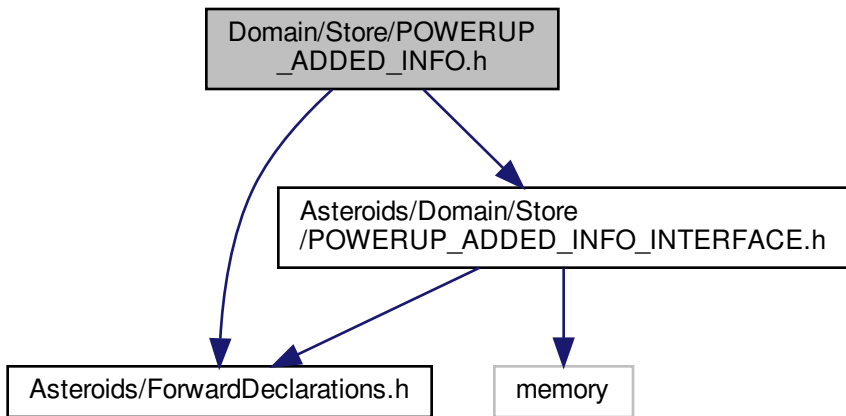 Domain/Store/POWERUP
_ADDED_INFO.h
Asteroids/Domain/Store
/POWERUP_ADDED_INFO_INTERFACE.h
Asteroids/ForwardDeclarations.h
memory